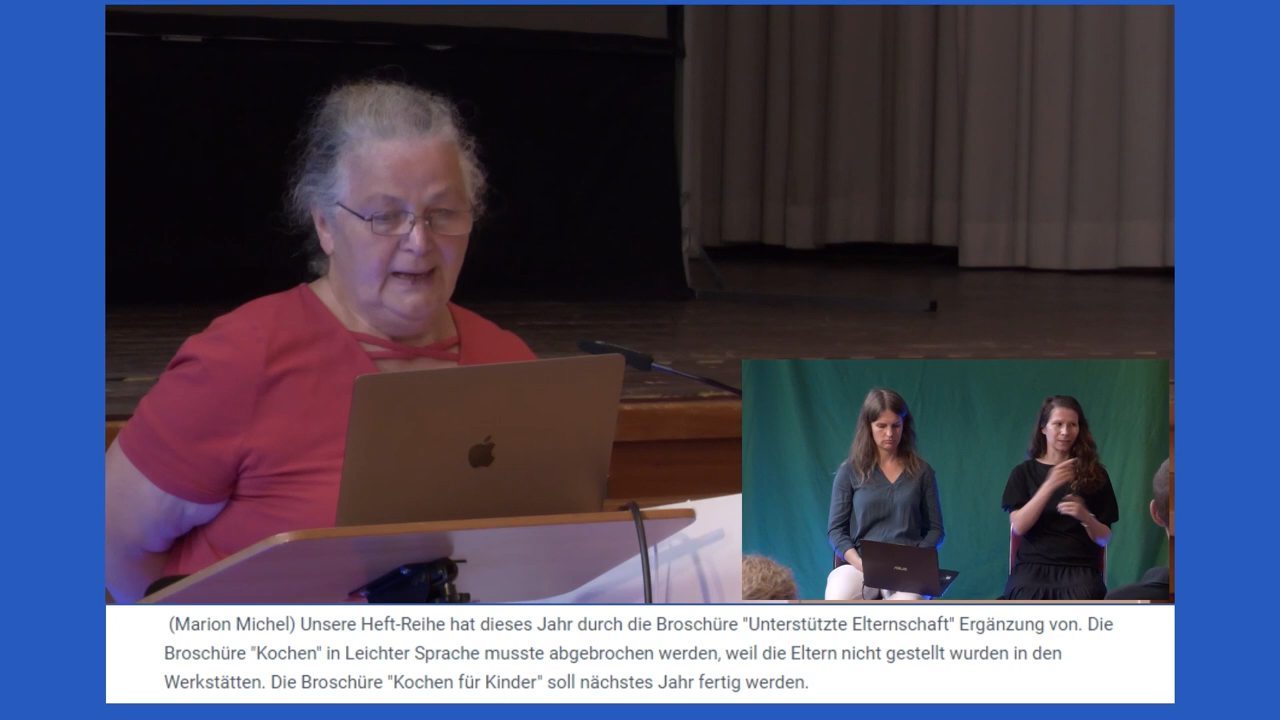 (Marion Michel) Unsere Heft-Reihe hat dieses Jahr durch die Broschüre "Unterstützte Elternschaft" Ergänzung von. Die
Broschüre "Kochen" in Leichter Sprache musste abgebrochen werden, weil die Eltern nicht gestellt wurden in den
Werkstätten. Die Broschüre "Kochen für Kinder" soll nächstes Jahr fertig werden.
ASUS